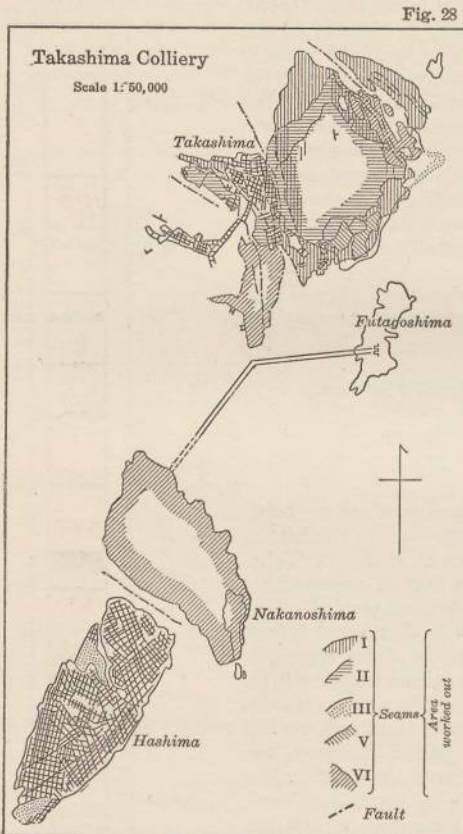 Fig. 28
Takashima Colliery
Scale 1:50,000
Takashima
Futagoshima
Nakanoshima
Hashima
I
II
III
V
VI
Seams
Area
worked out
Fault